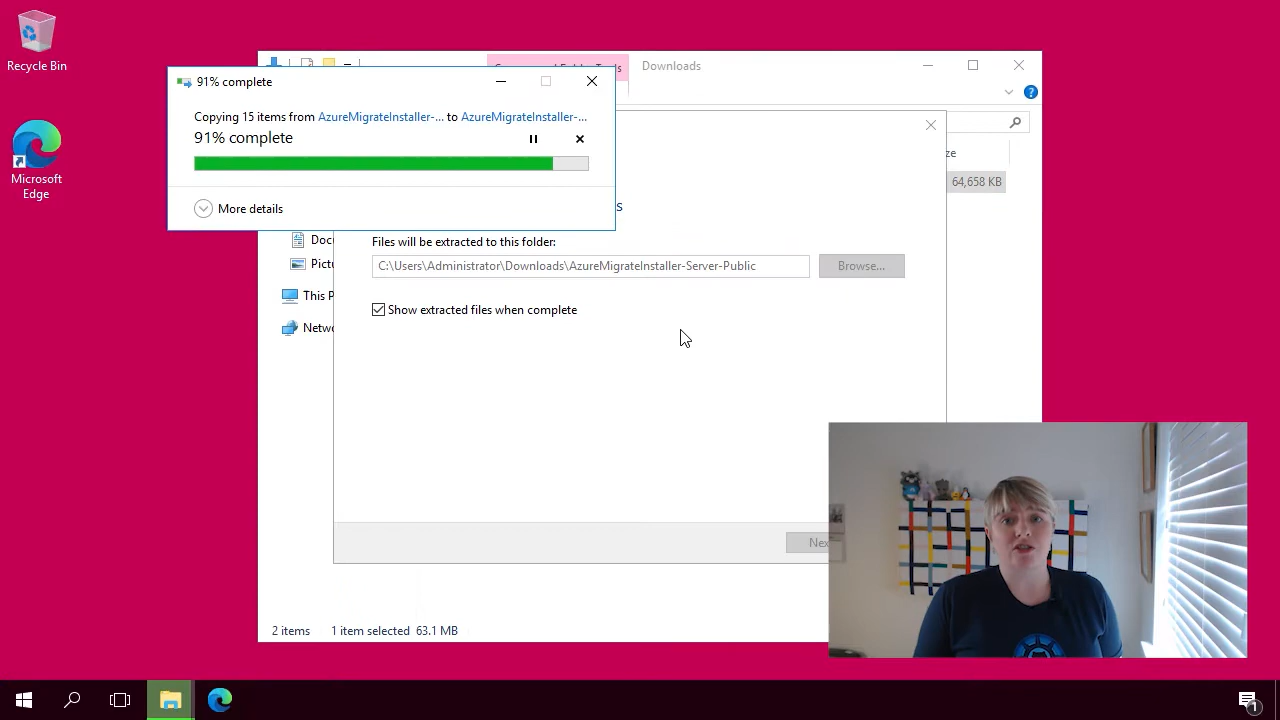 Recycle Bin
Microsoft
Edge
Downloads
91% complete
Copying 15 items from AzureMigrateInstaller-... to AzureMigrateInstaller-...
91% complete
More details
64,658 KB
Files will be extracted to this folder:
C:\Users\Administrator\Downloads\AzureMigrateInstaller-Server-Public
Browse...
Show extracted files when complete
This P
2 items
1 item selected 63.1 MB
1